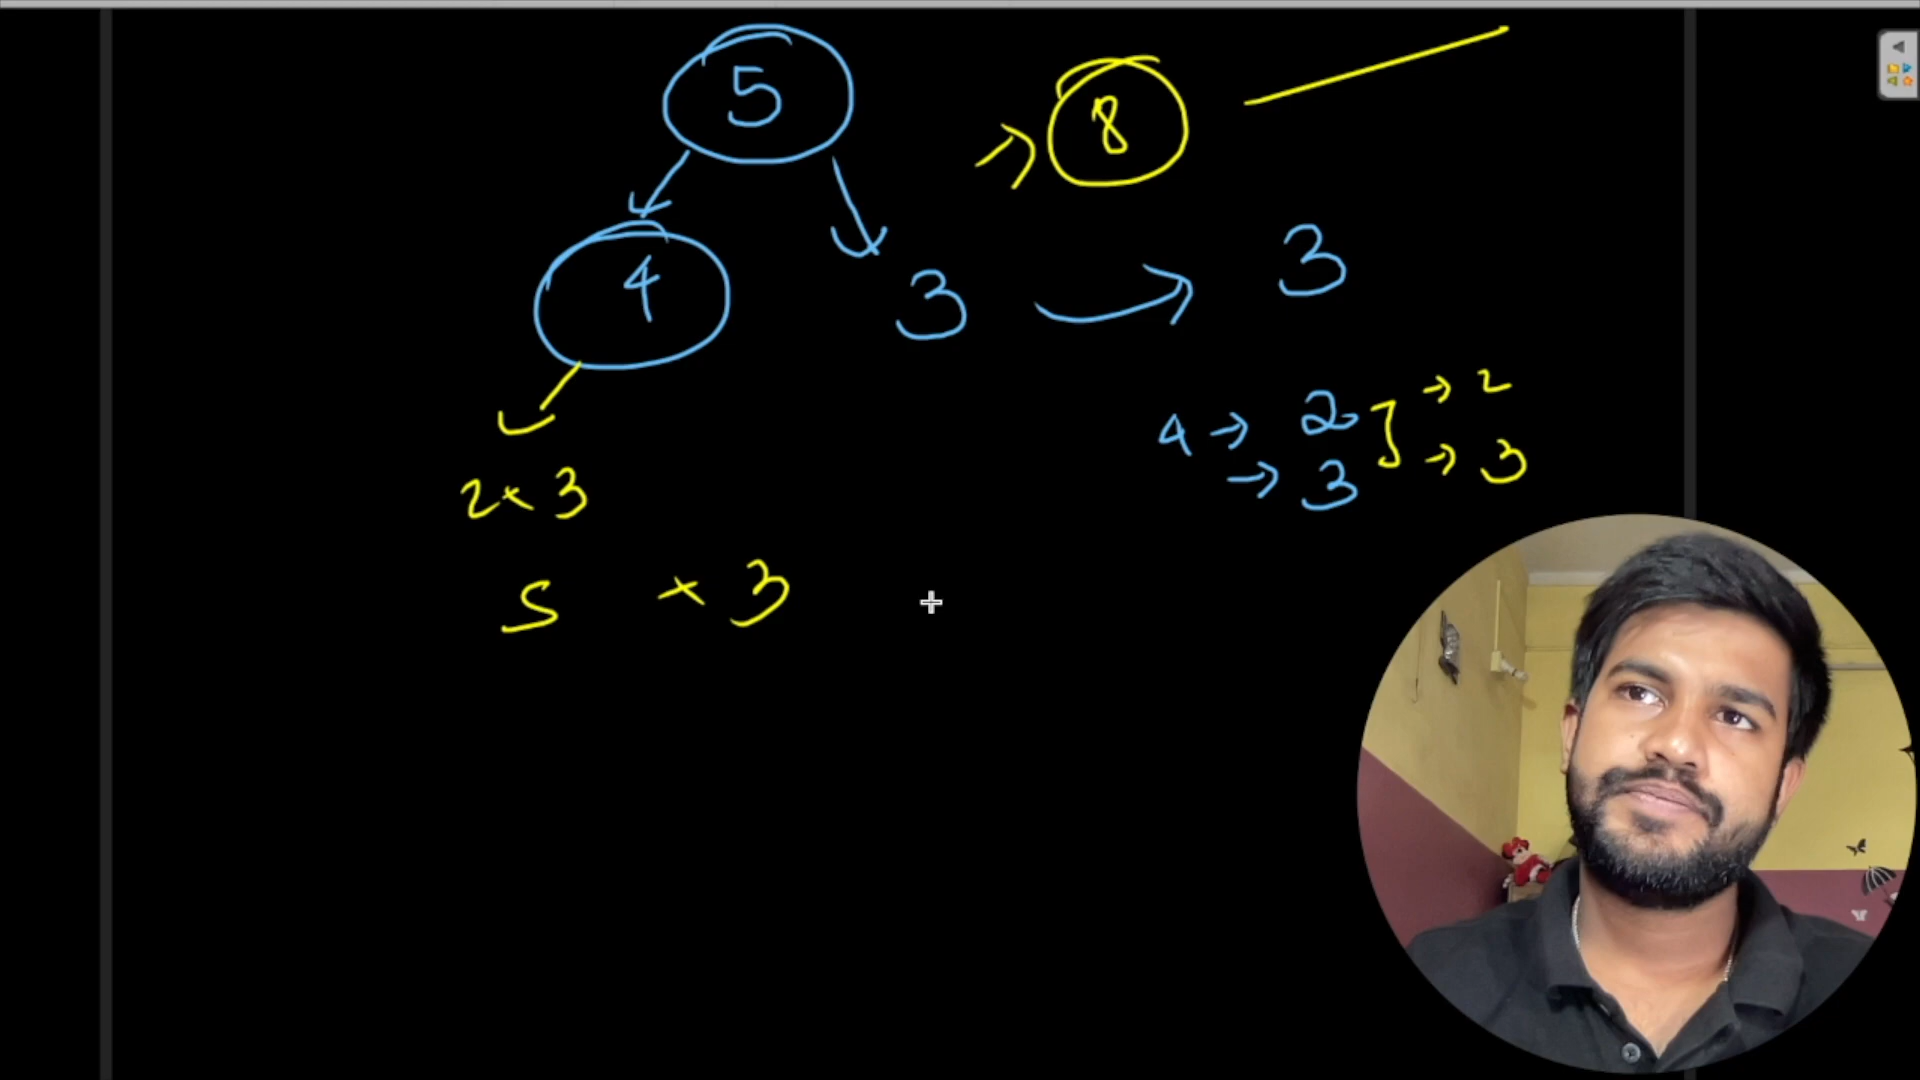 5
→ 8
4
3 → 3
4 → 2 ] → 2
→ 3 → 3
2 + 3
5 + 3